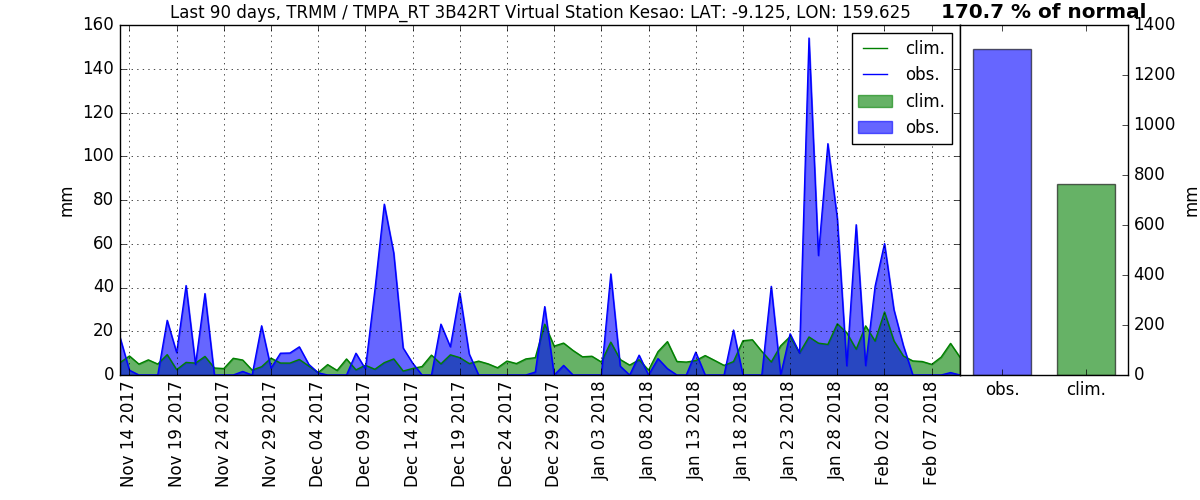 Last 90 days, TRMM / TMPA_RT 3B42RT Virtual Station Kesao: LAT: -9.125, LON: 159.625
170.7 % of normal
160
140
120
100
80
60
40
20
0
mm
clim.
obs.
clim.
obs.
1400
1200
1000
800
600
400
200
0
mm
obs.
clim.
Nov 14 2017
Nov 19 2017
Nov 24 2017
Nov 29 2017
Dec 04 2017
Dec 09 2017
Dec 14 2017
Dec 19 2017
Dec 24 2017
Dec 29 2017
Jan 03 2018
Jan 08 2018
Jan 13 2018
Jan 18 2018
Jan 23 2018
Jan 28 2018
Feb 02 2018
Feb 07 2018